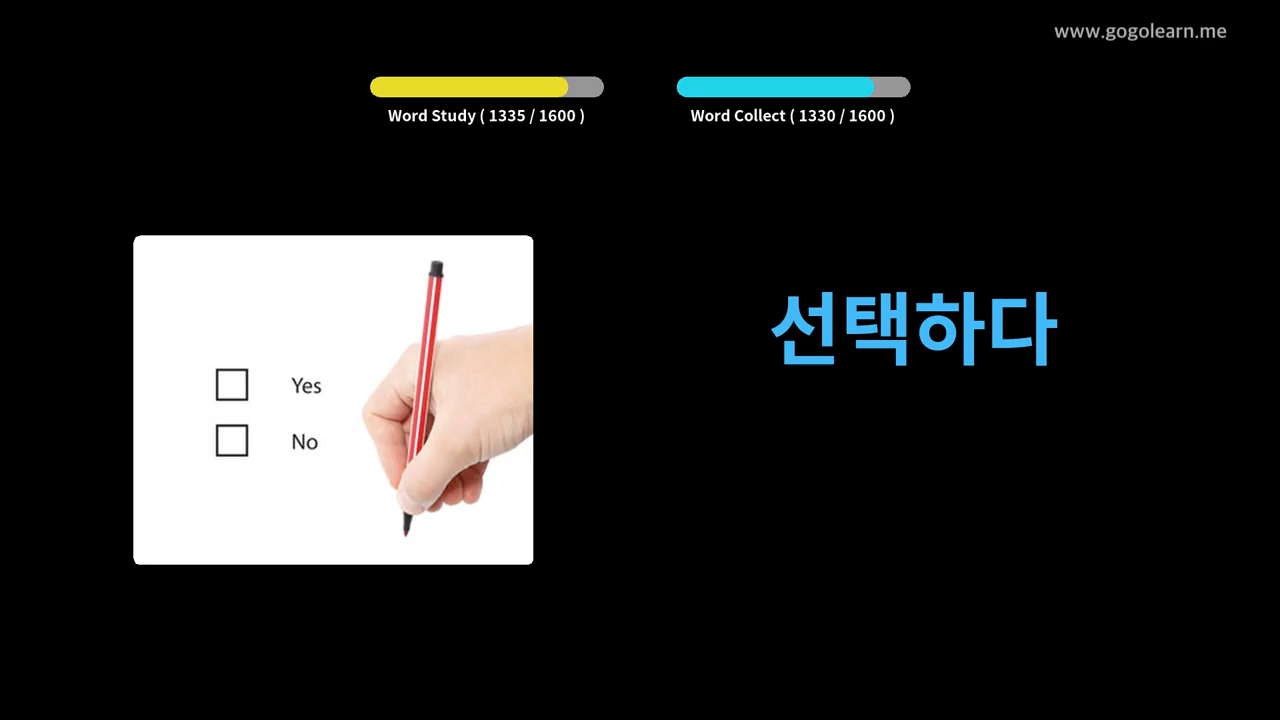 www.gogolearn.me
Word Study ( 1335 / 1600 )
Word Collect ( 1330 / 1600 )
선택하다
Yes
No